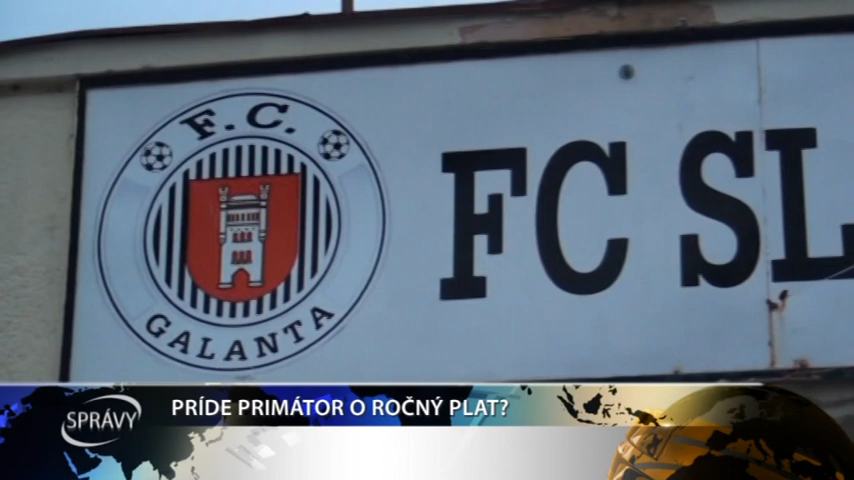 F.C.
GALANTA
FC SL
SPRÁVY
PRÍDE PRIMÁTOR O ROČNÝ PLAT?